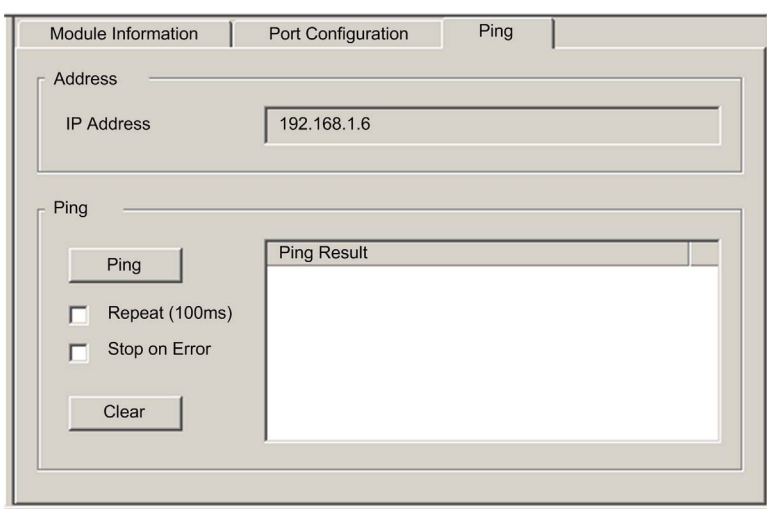 Module Information Port Configuration Ping
Address
IP Address 192.168.1.6
Ping
Ping Result
Ping
Repeat (100ms)
Stop on Error
Clear